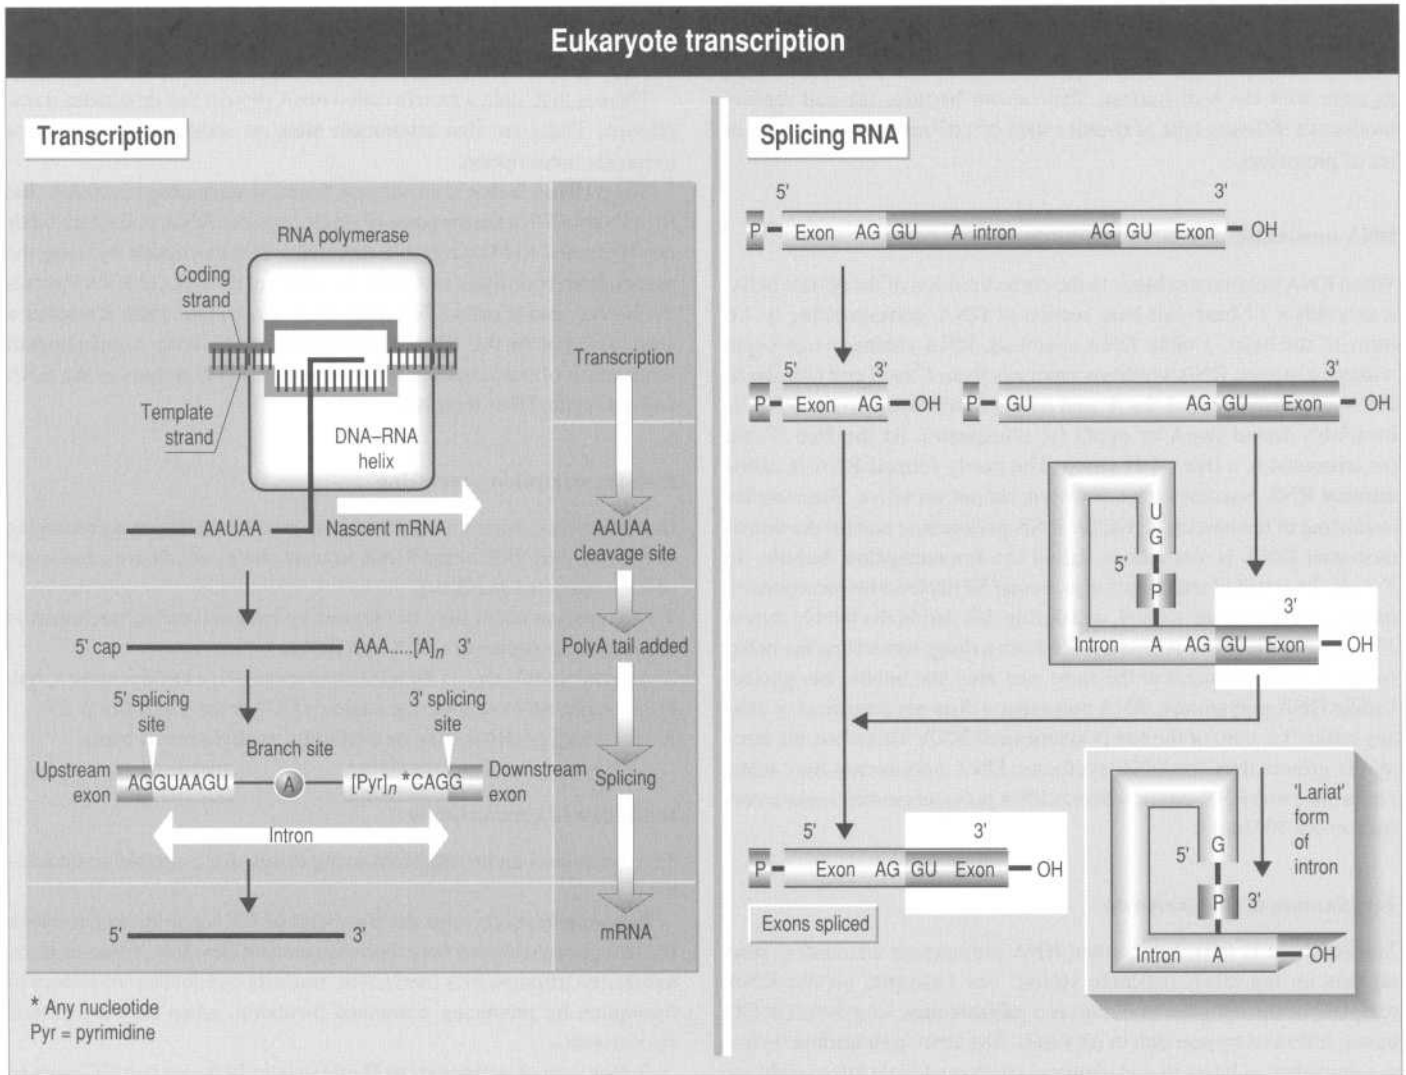 Eukaryote transcription
Transcription
RNA polymerase
Coding
strand
Template
strand
DNA–RNA
helix
AAUAA
Nascent mRNA
5' cap
AAA.....[A]n 3'
5' splicing
site
3' splicing
site
Branch site
Upstream
exon
AGGUAAGU
A
[Pyr]n *CAGG
Downstream
exon
Intron
5'
3'
Transcription
AAUAA
cleavage site
PolyA tail added
Splicing
mRNA
* Any nucleotide
Pyr = pyrimidine
Splicing RNA
5'
3'
P Exon AG GU A intron AG GU Exon OH
5'
3'
3'
P Exon AG OH
P GU AG GU Exon OH
U
G
5'
P
3'
Intron A AG GU Exon OH
5'
3'
P Exon AG GU Exon OH
Exons spliced
'Lariat'
form
of
intron
G
5'
P
3'
Intron A OH